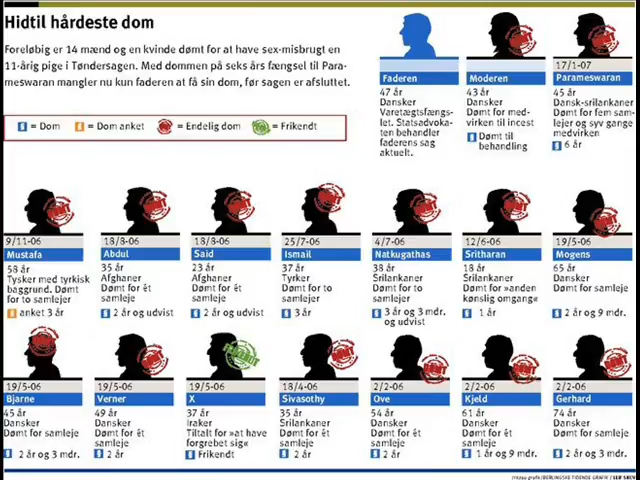 Hidtil hårdeste dom
Foreløbig er 14 mænd og en kvinde dømt for at have sex-misbrugt en
11-årig pige i Tøndersagen. Med dommen på seks års fængsel til Para-
meswaran mangler nu kun faderen at få sin dom, før sagen er afsluttet.
= Dom = Dom anket = Endelig dom = Frikendt
Faderen
47 år
Dansker
Varetægtsfængs-
let. Statsadvoka-
ten behandler
faderens sag
aktuelt.
Moderen
43 år
Dansker
Dømt for med-
virken til incest
Dømt til
behandling
17/1-07
Parameswaran
45 år
Dansk-srilankaner
Dømt for fem sam-
lejer og syv gange
medvirken
6 år
9/11-06
Mustafa
58 år
Tysker med tyrkisk
baggrund. Dømt
for to samlejer
anket 3 år
18/8-06
Abdul
35 år
Afghaner
Dømt for ét
samleje
2 år og udvist
18/8-06
Said
23 år
Afghaner
Dømt for ét
samleje
2 år og udvist
25/7-06
Ismail
37 år
Tyrker
Dømt for to
samlejer
3 år
4/7-06
Natkugathas
38 år
Srilankaner
Dømt for to
samlejer
3 år og 3 mdr.
og udvist
12/6-06
Sritharan
18 år
Srilankaner
Dømt for »anden
kønslig omgang«
1 år
19/5-06
Mogens
65 år
Dansker
Dømt for samleje
2 år og 9 mdr.
19/5-06
Bjarne
45 år
Dansker
Dømt for samleje
2 år og 3 mdr.
19/5-06
Verner
49 år
Dansker
Dømt for ét
samleje
2 år
19/5-06
X
37 år
Iraker
Tiltalt for »at have
forgrebet sig«
Frikendt
18/4-06
Sivasothy
35 år
Srilankaner
Dømt for ét
samleje
2 år
2/2-06
Ove
54 år
Dansker
Dømt for ét
samleje
2 år
2/2-06
Kjeld
61 år
Dansker
Dømt for ét
samleje
1 år og 9 mdr.
2/2-06
Gerhard
74 år
Dansker
Dømt for samleje
2 år
BERLINGSKE TIDENDE GRAFIK